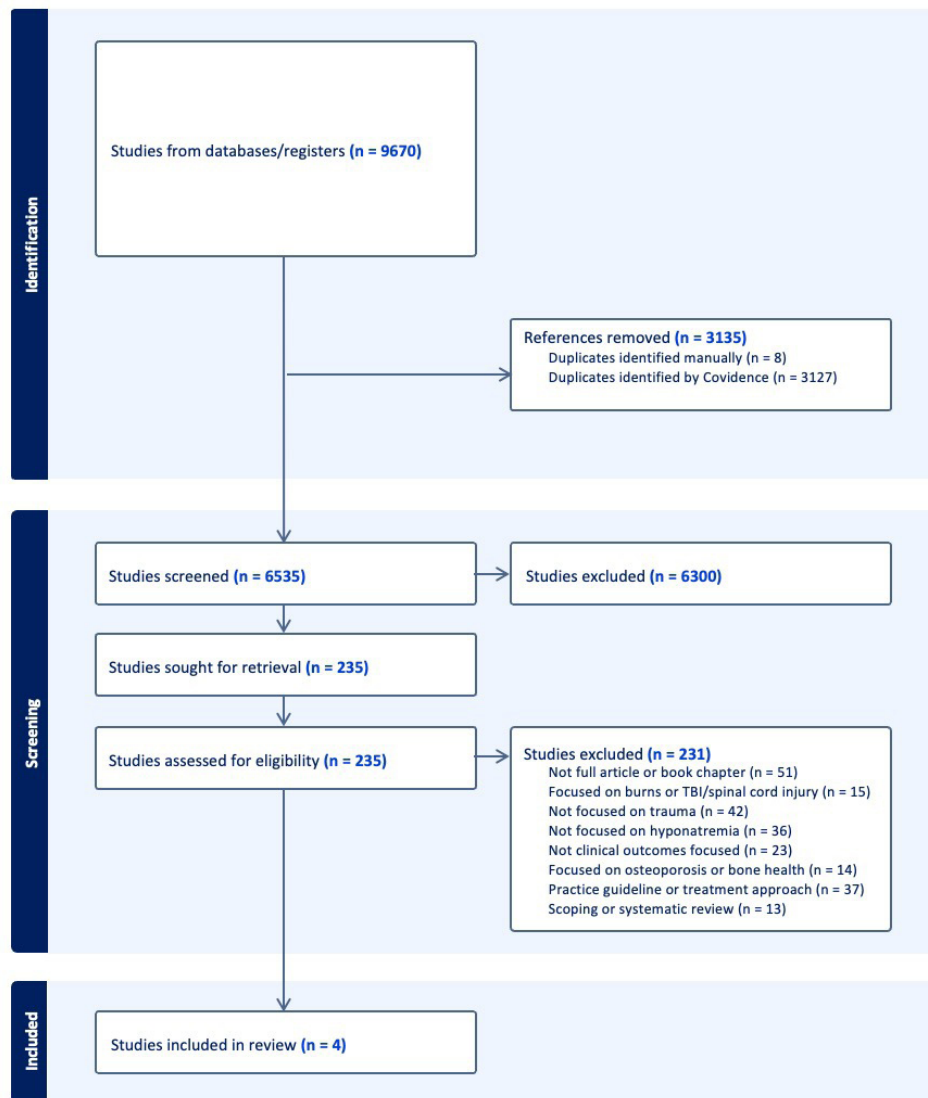 Identification
Studies from databases/registers (n = 9670)
References removed (n = 3135)
Duplicates identified manually (n = 8)
Duplicates identified by Covidence (n = 3127)
Screening
Studies screened (n = 6535)
Studies excluded (n = 6300)
Studies sought for retrieval (n = 235)
Studies assessed for eligibility (n = 235)
Studies excluded (n = 231)
Not full article or book chapter (n = 51)
Focused on burns or TBI/spinal cord injury (n = 15)
Not focused on trauma (n = 42)
Not focused on hyponatremia (n = 36)
Not clinical outcomes focused (n = 23)
Focused on osteoporosis or bone health (n = 14)
Practice guideline or treatment approach (n = 37)
Scoping or systematic review (n = 13)
Included
Studies included in review (n = 4)